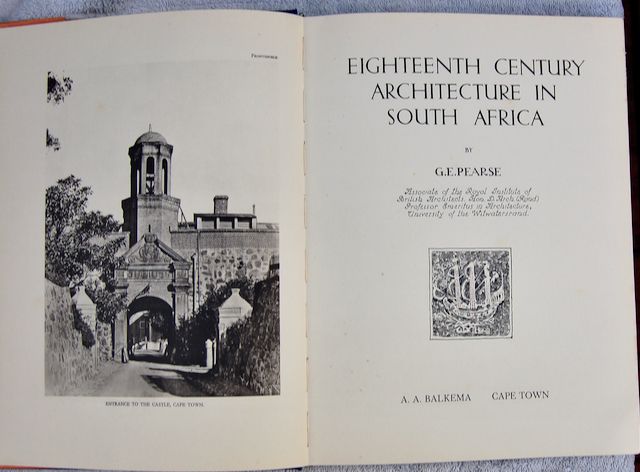 Frontispiece
ENTRANCE TO THE CASTLE, CAPE TOWN.
EIGHTEENTH CENTURY
ARCHITECTURE IN
SOUTH AFRICA
BY
G.E.PEARSE
Associate of the Royal Institute of
British Architects, Hon. D. Arch. (Rand)
Professor Emeritus in Architecture,
University of the Witwatersrand.
A. A. BALKEMA CAPE TOWN